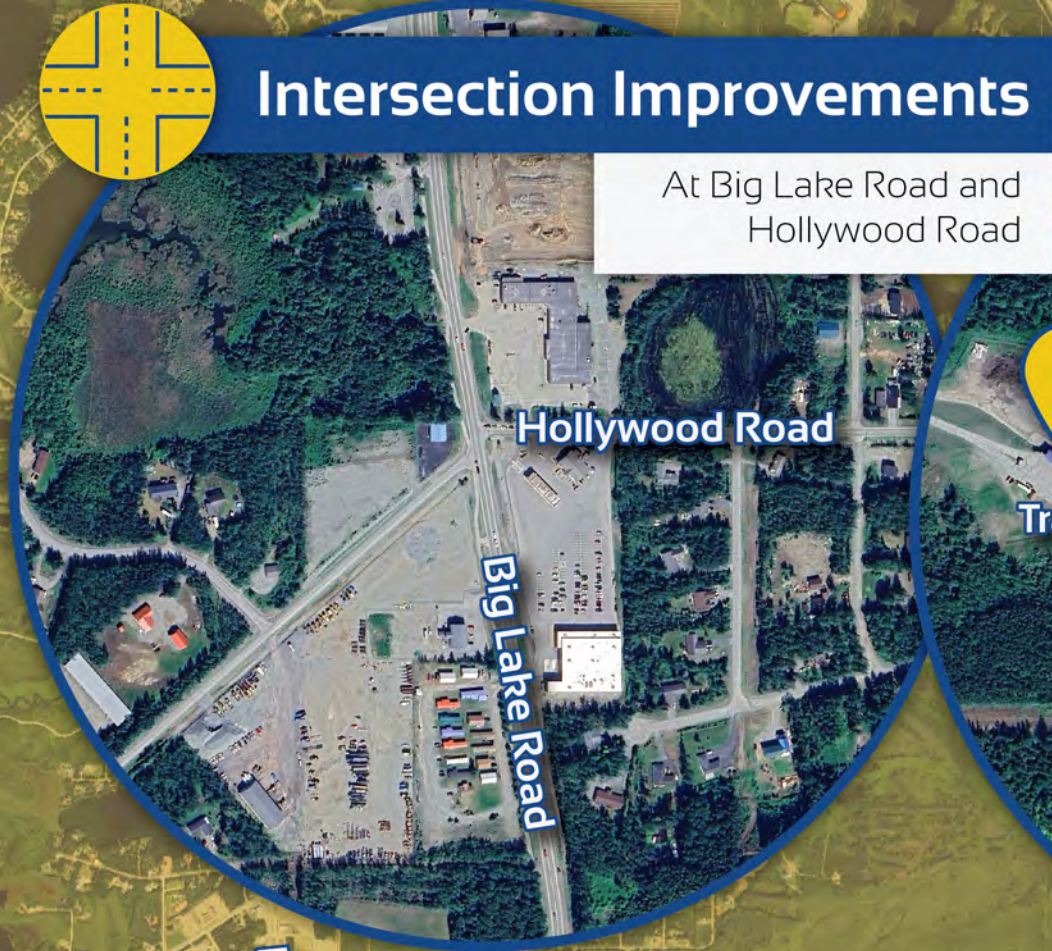 Intersection Improvements
At Big Lake Road and
Hollywood Road
Hollywood Road
Big Lake Road